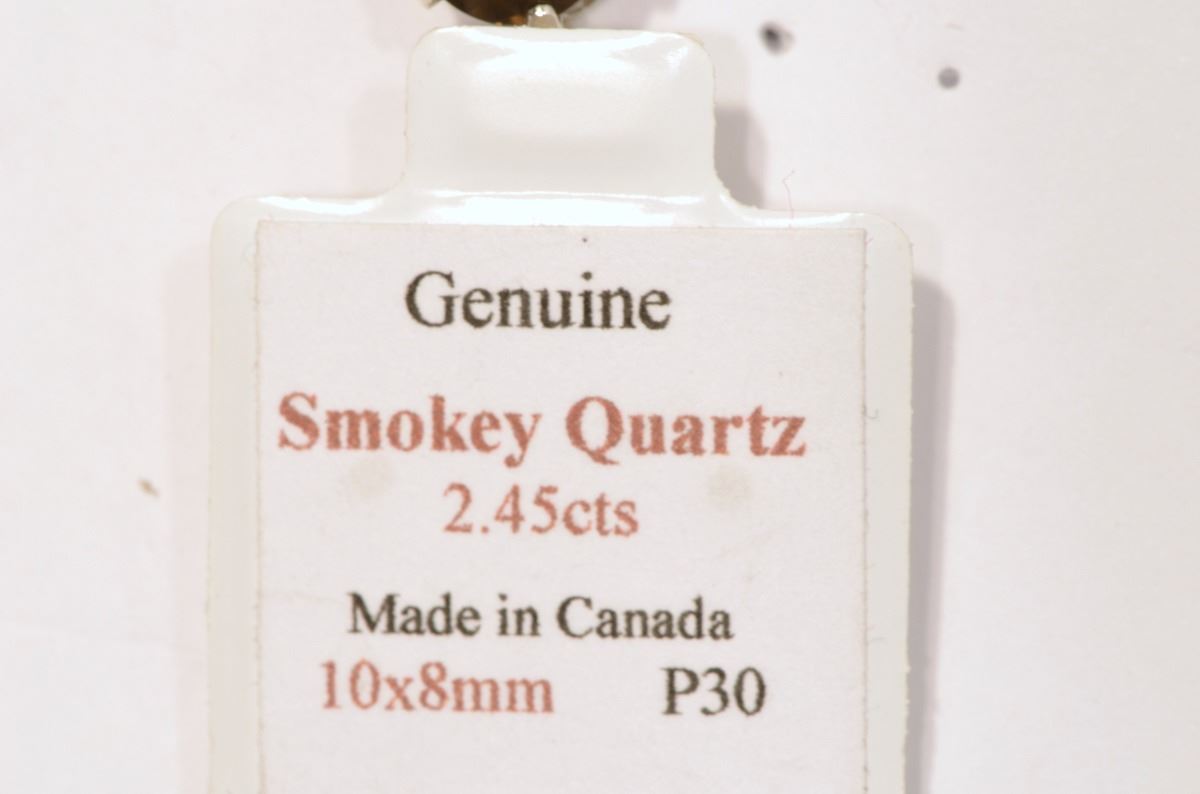 Genuine
Smokey Quartz
2.45cts
Made in Canada
10x8mm P30